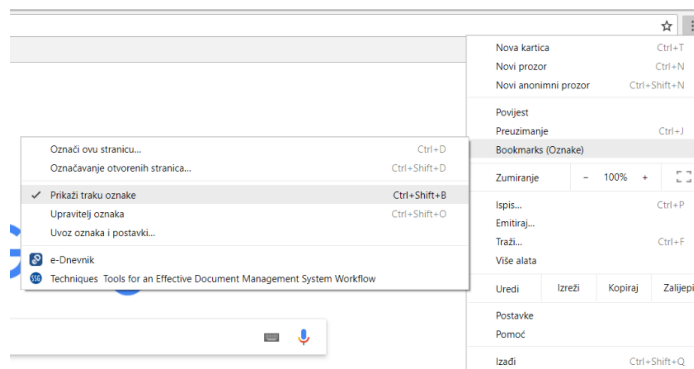 Nova kartica Ctrl+T
Novi prozor Ctrl+N
Novi anonimni prozor Ctrl+Shift+N
Povijest
Preuzimanje Ctrl+J
Bookmarks (Oznake)
Zumiranje - 100% +
Ispis... Ctrl+P
Emitiraj...
Traži... Ctrl+F
Više alata
Uredi Izreži Kopiraj Zalijepi
Postavke
Pomoć
Izađi Ctrl+Shift+Q
Označi ovu stranicu... Ctrl+D
Označavanje otvorenih stranica... Ctrl+Shift+D
Prikaži traku oznake Ctrl+Shift+B
Upravitelj oznaka Ctrl+Shift+O
Uvoz oznaka i postavki...
e-Dnevnik
SSG Techniques Tools for an Effective Document Management System Workflow